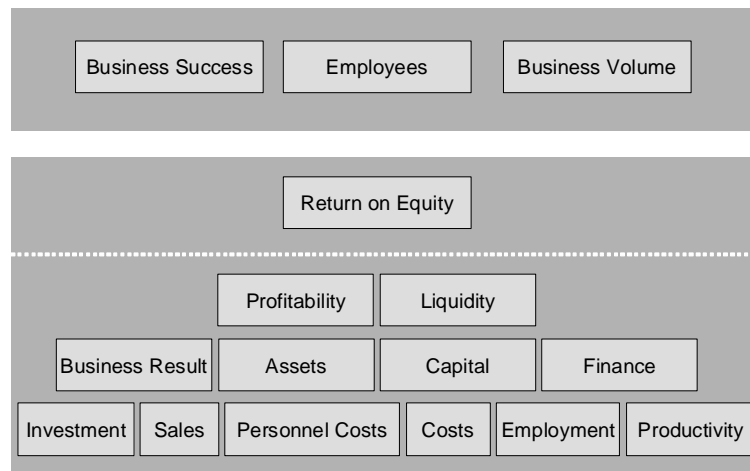 Business Success Employees Business Volume
Return on Equity
Profitability Liquidity
Business Result Assets Capital Finance
Investment Sales Personnel Costs Costs Employment Productivity